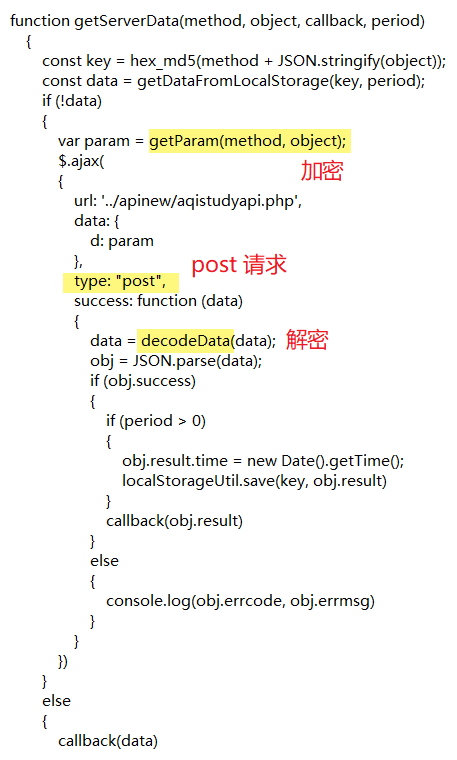 function getServerData(method, object, callback, period)
{
const key = hex_md5(method + JSON.stringify(object));
const data = getDataFromLocalStorage(key, period);
if (!data)
{
var param = getParam(method, object);
$.ajax(
加密
{
url: '../apinew/aqistudyapi.php',
data: {
d: param
},
post 请求
type: "post",
success: function (data)
{
data = decodeData(data); 解密
obj = JSON.parse(data);
if (obj.success)
{
if (period > 0)
{
obj.result.time = new Date().getTime();
localStorageUtil.save(key, obj.result)
}
callback(obj.result)
}
else
{
console.log(obj.errcode, obj.errmsg)
}
}
})
}
else
{
callback(data)